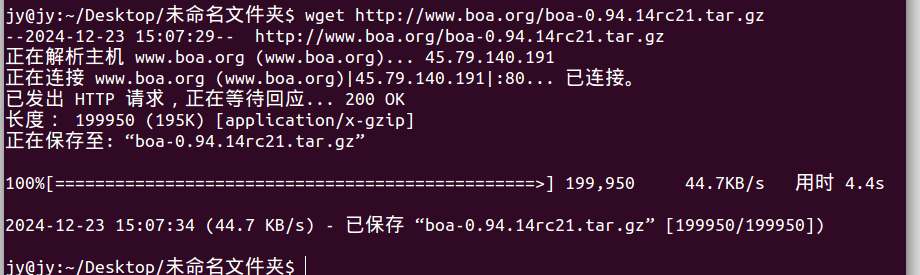 jy@jy:~/Desktop/未命名文件夹$ wget http://www.boa.org/boa-0.94.14rc21.tar.gz
--2024-12-23 15:07:29--  http://www.boa.org/boa-0.94.14rc21.tar.gz
正在解析主机 www.boa.org (www.boa.org)... 45.79.140.191
正在连接 www.boa.org (www.boa.org)|45.79.140.191|:80... 已连接。
已发出 HTTP 请求，正在等待回应... 200 OK
长度： 199950 (195K) [application/x-gzip]
正在保存至: “boa-0.94.14rc21.tar.gz”
100%[================================================>] 199,950     44.7KB/s   用时 4.4s
2024-12-23 15:07:34 (44.7 KB/s) - 已保存 “boa-0.94.14rc21.tar.gz” [199950/199950])
jy@jy:~/Desktop/未命名文件夹$